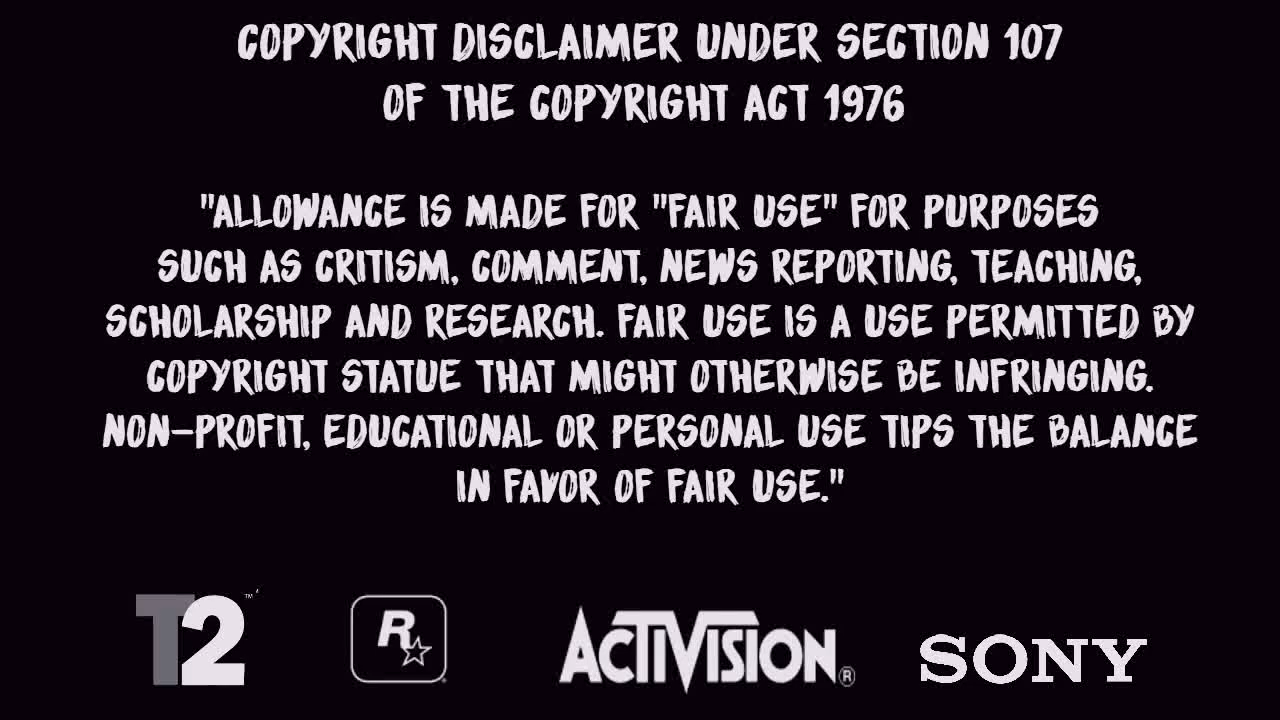 COPYRIGHT DISCLAIMER UNDER SECTION 107
OF THE COPYRIGHT ACT 1976
"ALLOWANCE IS MADE FOR "FAIR USE" FOR PURPOSES
SUCH AS CRITISM, COMMENT, NEWS REPORTING, TEACHING,
SCHOLARSHIP AND RESEARCH. FAIR USE IS A USE PERMITTED BY
COPYRIGHT STATUE THAT MIGHT OTHERWISE BE INFRINGING.
NON-PROFIT, EDUCATIONAL OR PERSONAL USE TIPS THE BALANCE
IN FAVOR OF FAIR USE."
T2™ R ACTIVISION® SONY